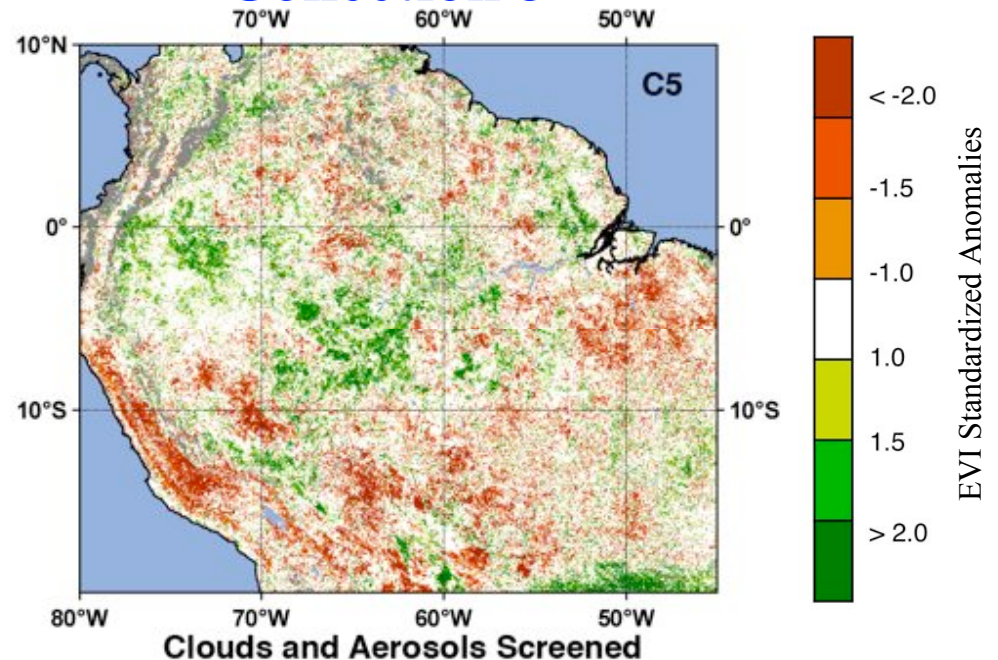 70°W 60°W 50°W
10°N
C5
< -2.0
-1.5
0° 0°
-1.0
1.0
10°S 10°S
1.5
> 2.0
EVI Standardized Anomalies
80°W 70°W 60°W 50°W
Clouds and Aerosols Screened